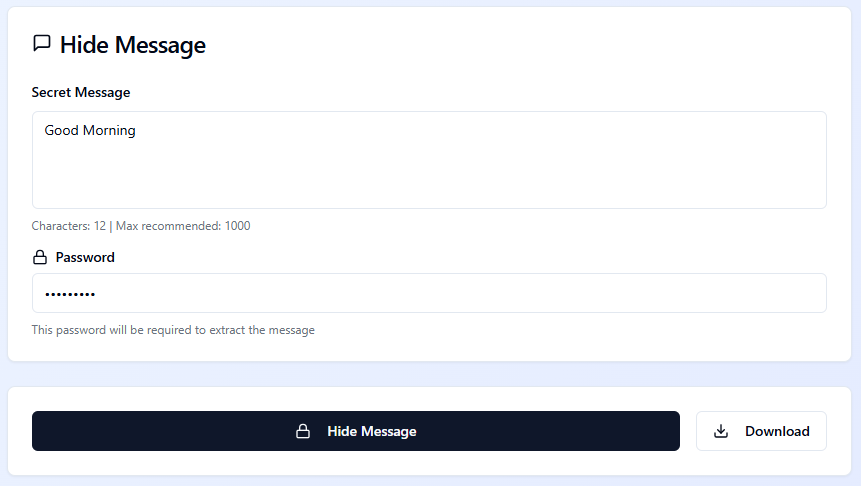 Hide Message
Secret Message
Good Morning
Characters: 12 | Max recommended: 1000
Password
•••••••••
This password will be required to extract the message
Hide Message
Download